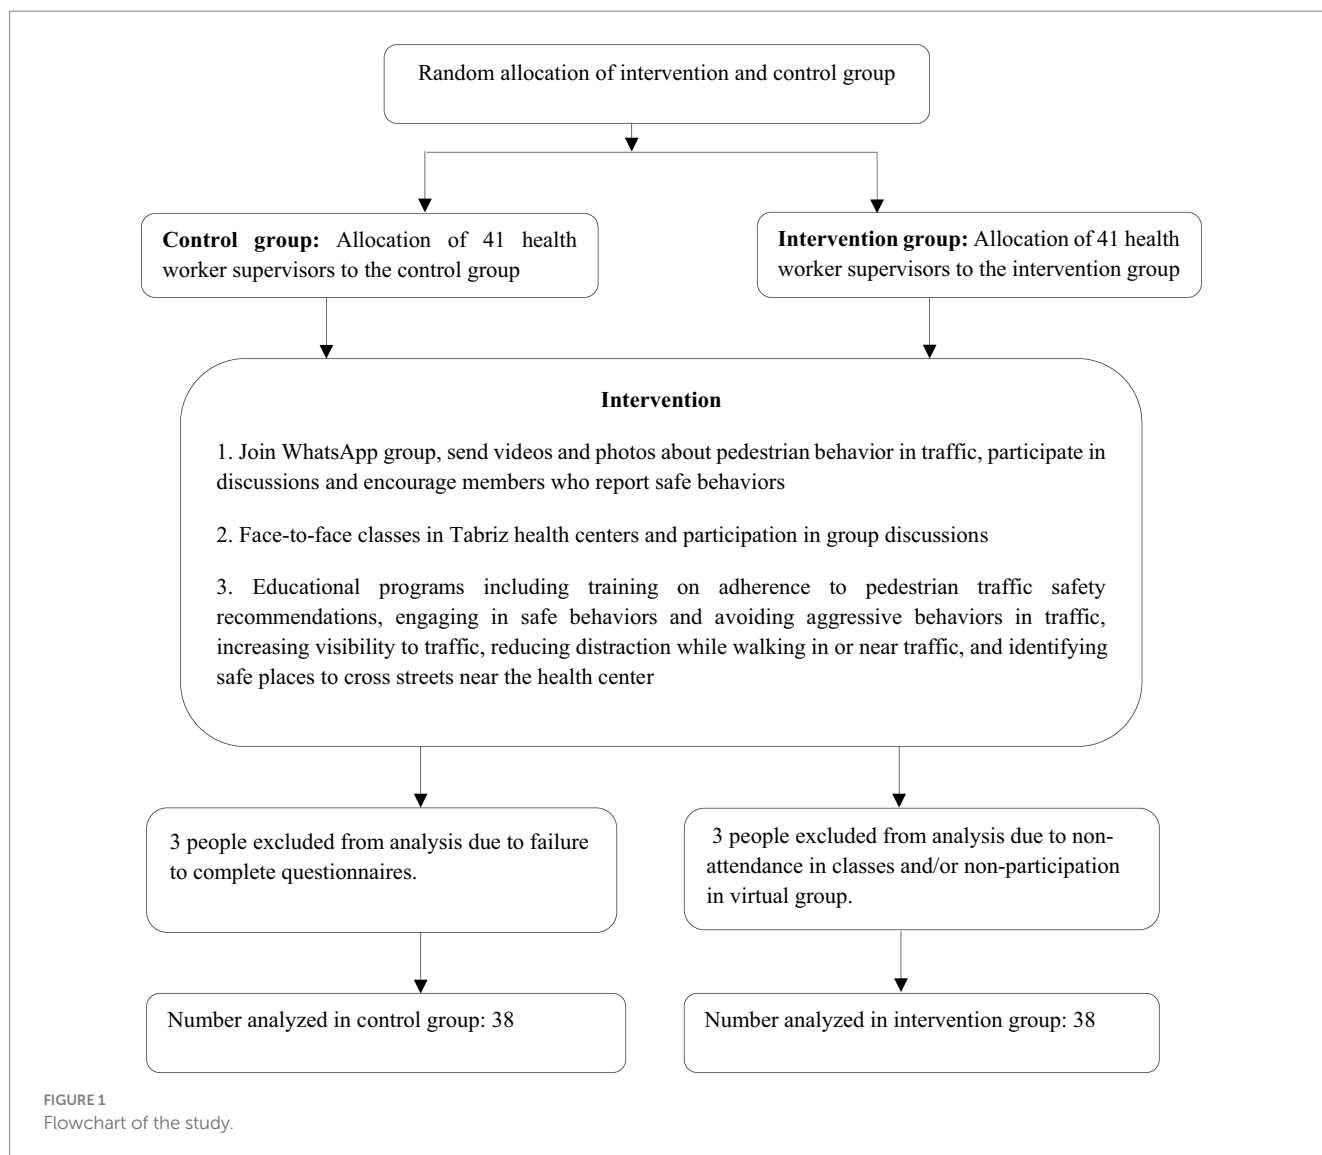 Random allocation of intervention and control group
Control group: Allocation of 41 health
worker supervisors to the control group
Intervention group: Allocation of 41 health
worker supervisors to the intervention group
Intervention
1. Join WhatsApp group, send videos and photos about pedestrian behavior in traffic, participate in
discussions and encourage members who report safe behaviors
2. Face-to-face classes in Tabriz health centers and participation in group discussions
3. Educational programs including training on adherence to pedestrian traffic safety
recommendations, engaging in safe behaviors and avoiding aggressive behaviors in traffic,
increasing visibility to traffic, reducing distraction while walking in or near traffic, and identifying
safe places to cross streets near the health center
3 people excluded from analysis due to failure
to complete questionnaires.
3 people excluded from analysis due to non-
attendance in classes and/or non-participation
in virtual group.
Number analyzed in control group: 38
Number analyzed in intervention group: 38
FIGURE 1
Flowchart of the study.